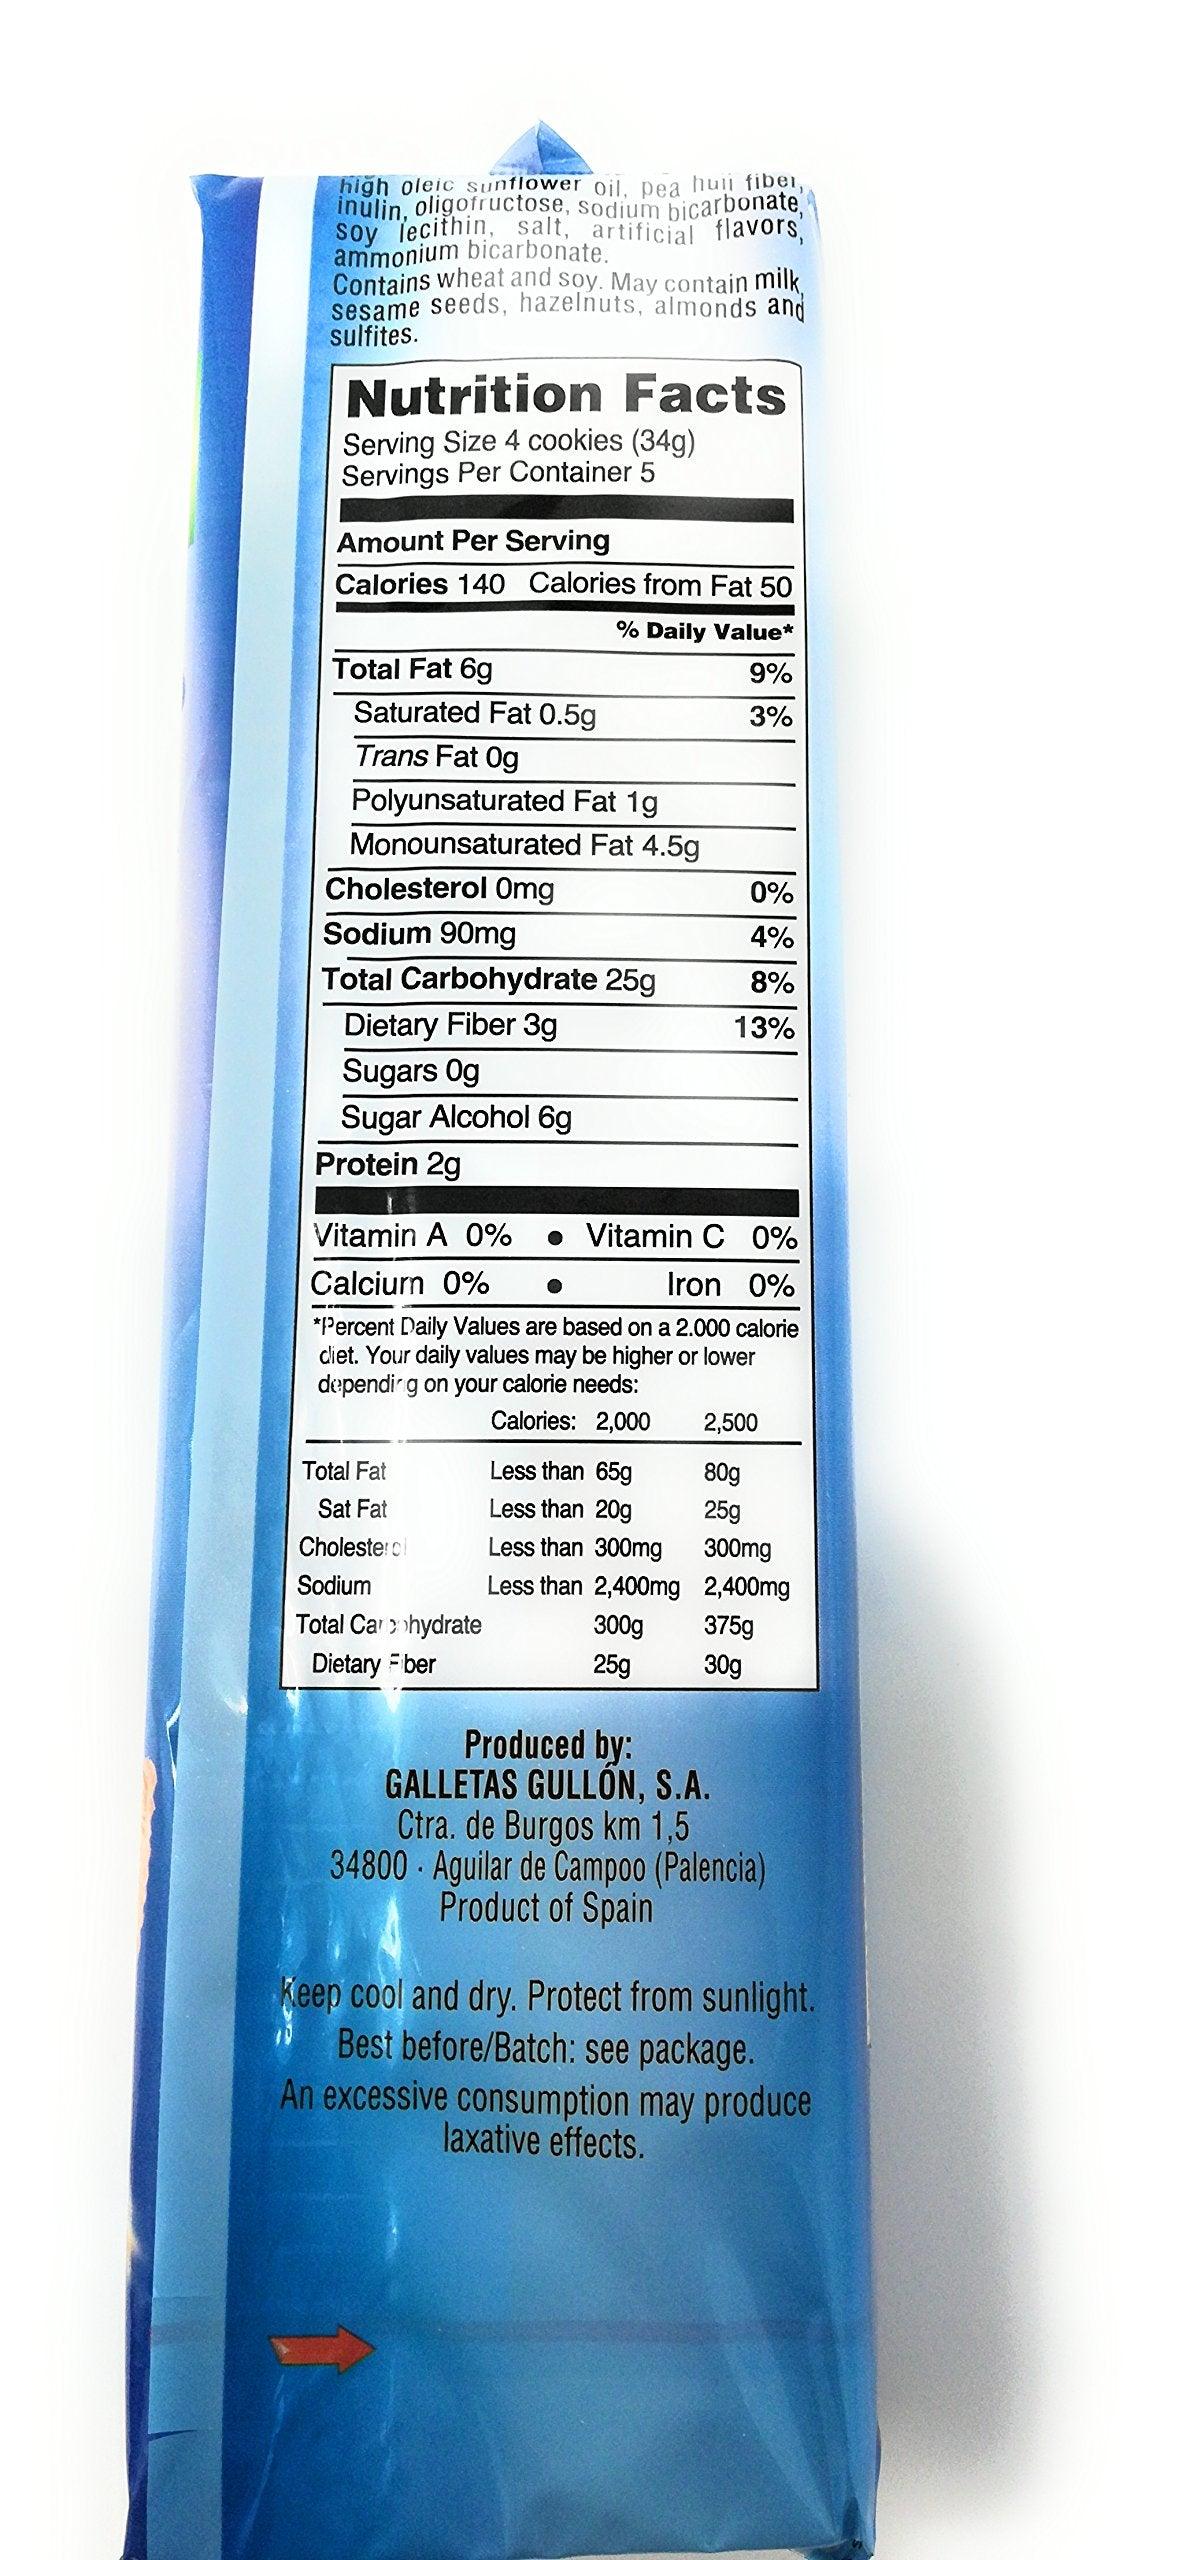 high oleic sunflower oil, pea hull fiber,
inulin, oligofructose, sodium bicarbonate,
soy lecithin, salt, artificial flavors,
ammonium bicarbonate.
Contains wheat and soy. May contain milk,
sesame seeds, hazelnuts, almonds and
sulfites.
Nutrition Facts
Serving Size 4 cookies (34g)
Servings Per Container 5
Amount Per Serving
Calories 140 Calories from Fat 50
% Daily Value*
Total Fat 6g 9%
Saturated Fat 0.5g 3%
Trans Fat 0g
Polyunsaturated Fat 1g
Monounsaturated Fat 4.5g
Cholesterol 0mg 0%
Sodium 90mg 4%
Total Carbohydrate 25g 8%
Dietary Fiber 3g 13%
Sugars 0g
Sugar Alcohol 6g
Protein 2g
Vitamin A 0% • Vitamin C 0%
Calcium 0% • Iron 0%
*Percent Daily Values are based on a 2.000 calorie
diet. Your daily values may be higher or lower
depending on your calorie needs:
Calories: 2,000 2,500
Total Fat Less than 65g 80g
Sat Fat Less than 20g 25g
Cholesterol Less than 300mg 300mg
Sodium Less than 2,400mg 2,400mg
Total Carbohydrate 300g 375g
Dietary Fiber 25g 30g
Produced by:
GALLETAS GULLÓN, S.A.
Ctra. de Burgos km 1,5
34800 · Aguilar de Campoo (Palencia)
Product of Spain
Keep cool and dry. Protect from sunlight.
Best before/Batch: see package.
An excessive consumption may produce
laxative effects.